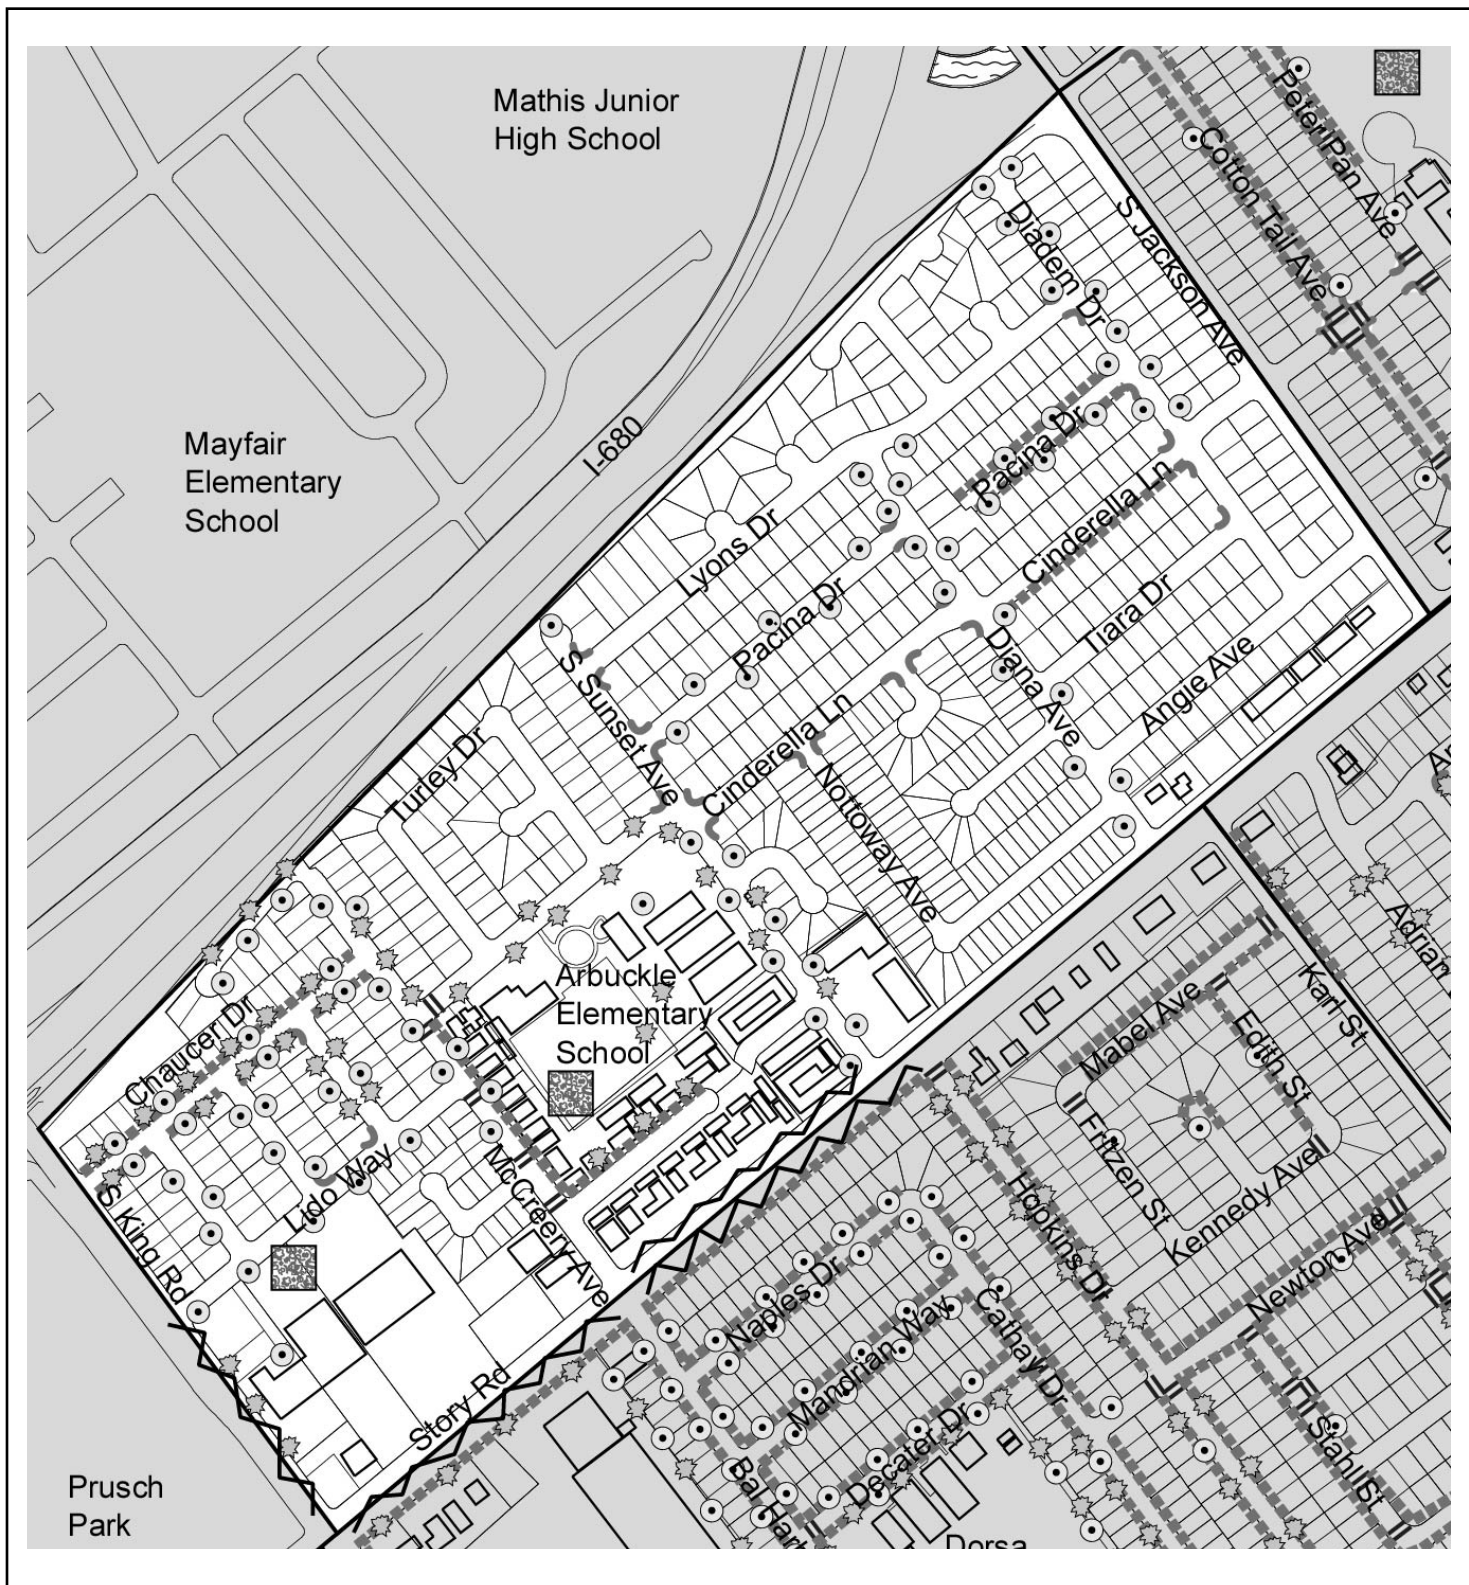 Mathis Junior
High School
Peter Pan Ave
Cotton Tail Ave
S Jackson Ave
Diadem Dr
Mayfair
Elementary
School
I-680
Pacina Dr
Cinderella Ln
Lyons Dr
Pacina Dr
Tiara Dr
Diana Ave
Angie Ave
S Sunset Ave
Cinderella Ln
Turley Dr
Nottoway Ave
Arbuckle
Elementary
School
Chaucer Dr
Karl St
Mabel Ave
Edith St
Fritzen St
Kennedy Ave
Lido Way
McCreery Ave
S King Rd
Hopkins Dr
Newton Ave
Naples Dr
Cathay Dr
Mandrian Way
Story Rd
Decater Dr
Stahl St
Bal Harb
Prusch
Park
Dorsa